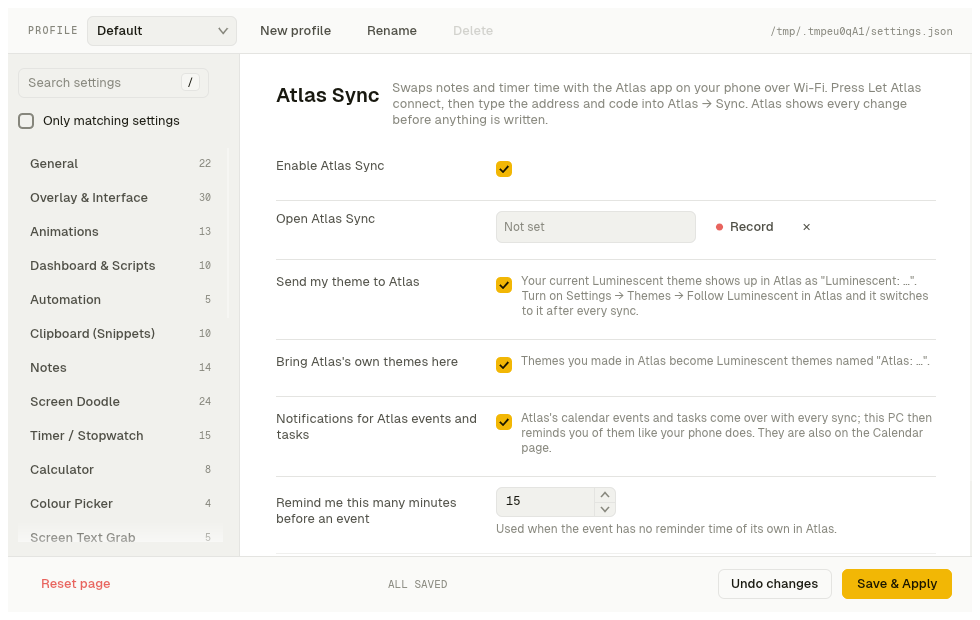 PROFILE
Default
New profile
Rename
Delete
/tmp/.tmpeu0qA1/settings.json
Search settings
/
Only matching settings
General 22
Overlay & Interface 30
Animations 13
Dashboard & Scripts 10
Automation 5
Clipboard (Snippets) 10
Notes 14
Screen Doodle 24
Timer / Stopwatch 15
Calculator 8
Colour Picker 4
Screen Text Grab 5
Atlas Sync
Swaps notes and timer time with the Atlas app on your phone over Wi-Fi. Press Let Atlas
connect, then type the address and code into Atlas → Sync. Atlas shows every change
before anything is written.
Enable Atlas Sync
Open Atlas Sync
Not set
Record
×
Send my theme to Atlas
Your current Luminescent theme shows up in Atlas as "Luminescent: …".
Turn on Settings → Themes → Follow Luminescent in Atlas and it switches
to it after every sync.
Bring Atlas's own themes here
Themes you made in Atlas become Luminescent themes named "Atlas: …".
Notifications for Atlas events and
tasks
Atlas's calendar events and tasks come over with every sync; this PC then
reminds you of them like your phone does. They are also on the Calendar
page.
Remind me this many minutes
before an event
15
Used when the event has no reminder time of its own in Atlas.
Reset page
ALL SAVED
Undo changes
Save & Apply